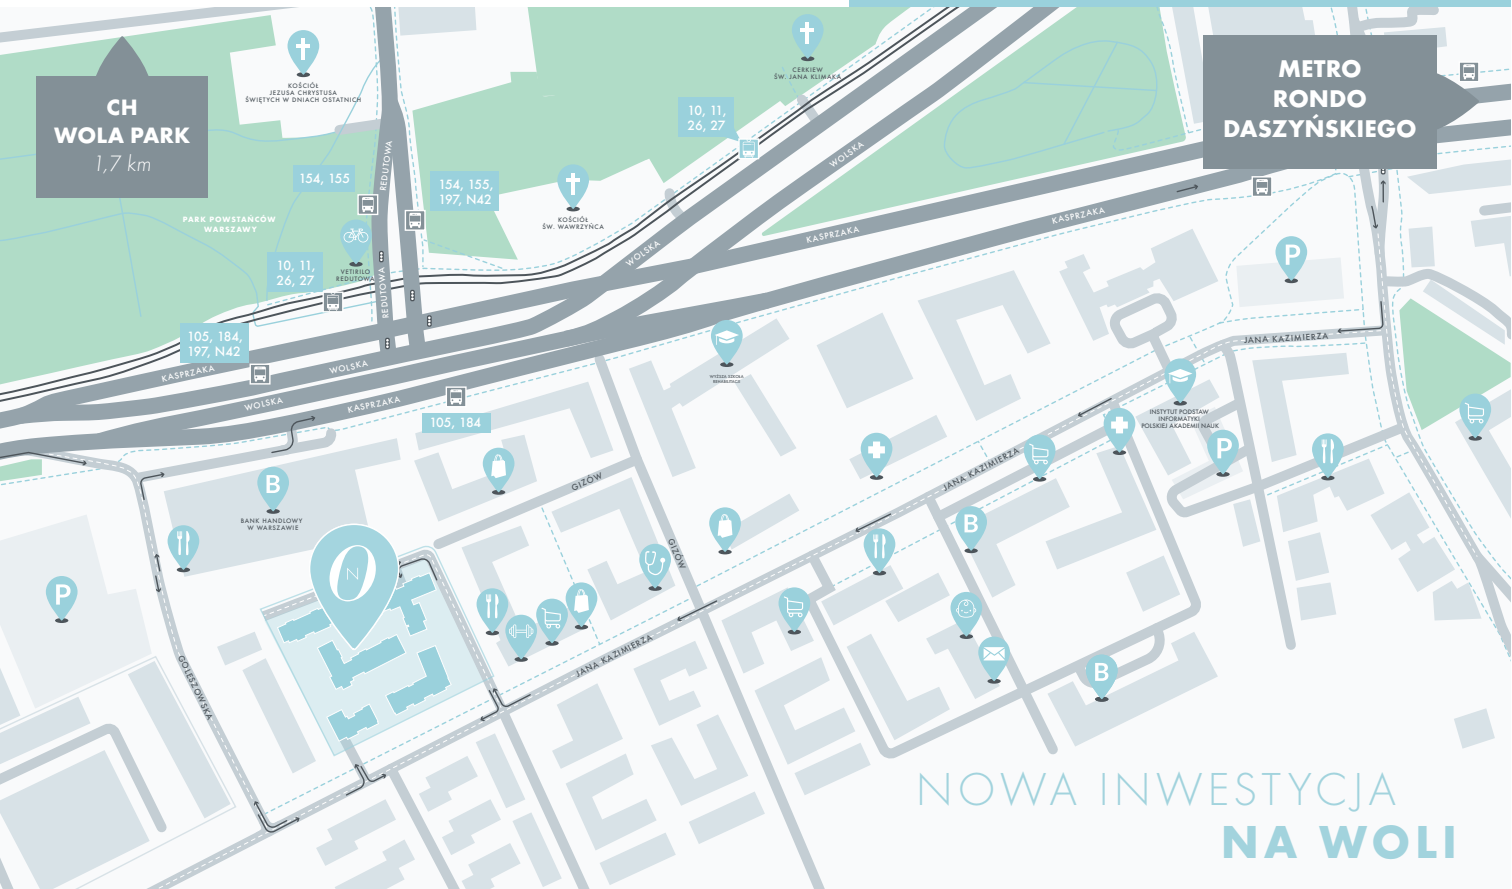 CH
WOLA PARK
1,7 km
KOŚCIÓŁ
JEZUSA CHRYSTUSA
ŚWIĘTYCH W DNIACH OSTATNICH
CERKIEW
ŚW. JANA KLIMAKA
METRO
RONDO
DASZYŃSKIEGO
10, 11,
26, 27
REDUTOWA
WOLSKA
154, 155
154, 155,
197, N42
KOŚCIÓŁ
ŚW. WAWRZYŃCA
PARK POWSTAŃCÓW
WARSZAWY
KASPRZAKA
KASPRZAKA
WOLSKA
10, 11,
26, 27
VETIRILO
REDUTOWA
REDUTOWA
P
105, 184,
197, N42
KASPRZAKA
WOLSKA
WOLSKA
KASPRZAKA
105, 184
WYŻSZA SZKOŁA
REHABILITACJI
JANA KAZIMIERZA
INSTYTUT PODSTAW
INFORMATYKI
POLSKIEJ AKADEMII NAUK
P
B
BANK HANDLOWY
W WARSZAWIE
GIZÓW
JANA KAZIMIERZA
B
GIZÓW
O
N
P
JANA KAZIMIERZA
GOLESZOWSKA
B
NOWA INWESTYCJA
NA WOLI